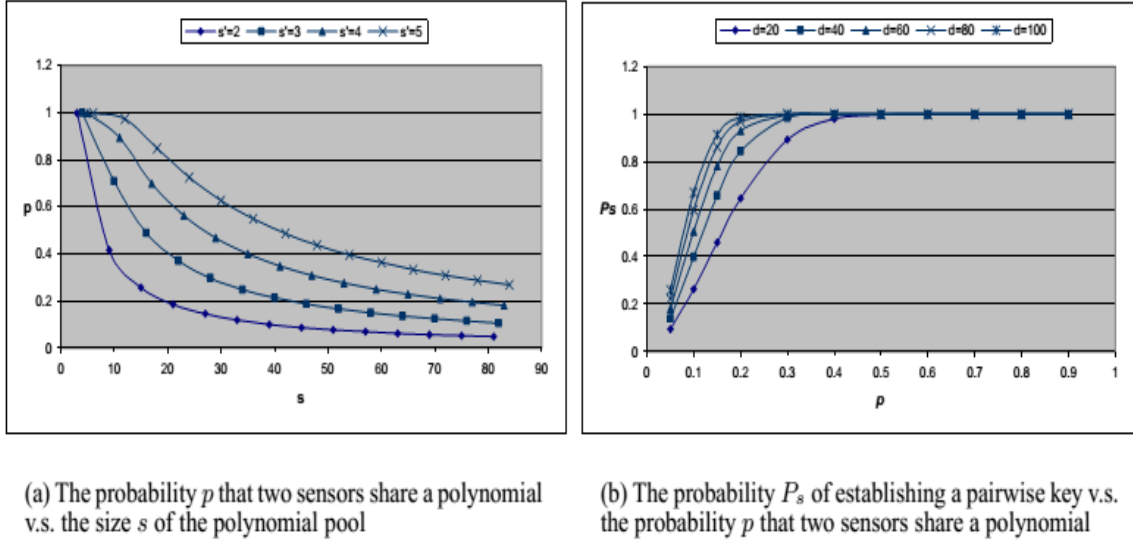 s'=2 s'=3 s'=4 s'=5
1.2
1
0.8
0.6
0.4
0.2
0
p
0 10 20 30 40 50 60 70 80 90
s
d=20 d=40 d=60 d=80 d=100
1.2
1
0.8
0.6
0.4
0.2
0
Ps
0 0.1 0.2 0.3 0.4 0.5 0.6 0.7 0.8 0.9 1
p
(a) The probability p that two sensors share a polynomial
v.s. the size s of the polynomial pool
(b) The probability Ps of establishing a pairwise key v.s.
the probability p that two sensors share a polynomial